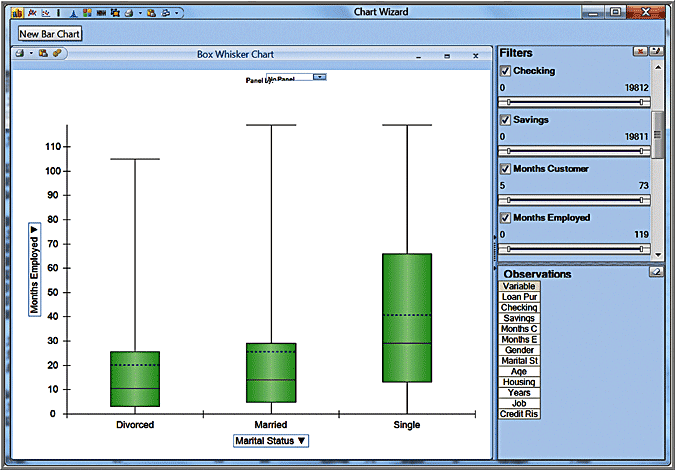 Chart Wizard
New Bar Chart
Box Whisker Chart
Panel By:
No Panel
110
100
90
80
70
60
50
40
30
20
10
0
Months Employed ▼
Divorced
Married
Single
Marital Status ▼
Filters
Checking
0 19812
Savings
0 19811
Months Customer
5 73
Months Employed
0 119
Observations
Variable
Loan Pur
Checking
Savings
Months C
Months E
Gender
Marital St
Age
Housing
Years
Job
Credit Ris